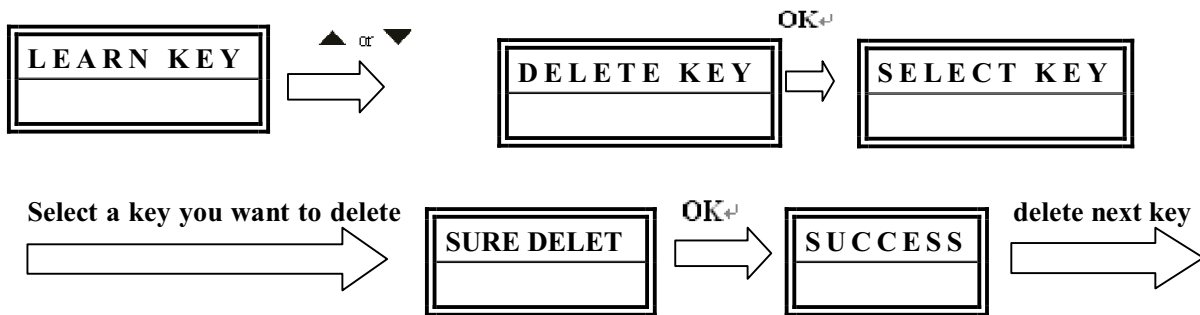 OK↵
▲ or ▼
LEARN KEY
DELETE KEY
SELECT KEY
Select a key you want to delete
OK↵
delete next key
SURE DELET
SUCCESS